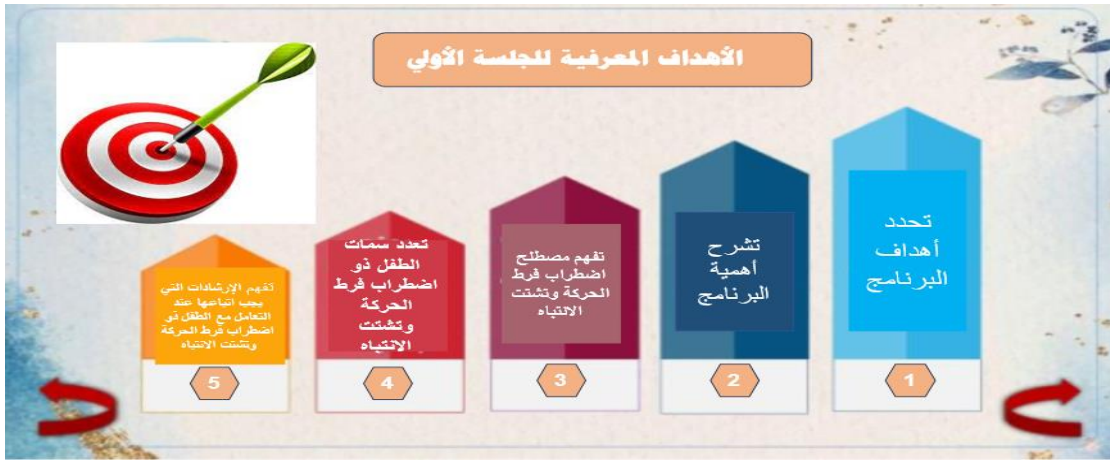 الأهداف المعرفية للجلسة الأولي
تحدد
أهداف
البرنامج
1
تشرح
أهمية
البرنامج
2
تفهم مصطلح
اضطراب فرط
الحركة وتشتت
الانتباه
3
تعدد سمات
الطفل ذو
اضطراب فرط
الحركة
وتشتت
الانتباه
4
تفهم الإرشادات التي
يجب اتباعها عند
التعامل مع الطفل ذو
اضطراب فرط الحركة
وتشتت الانتباه
5